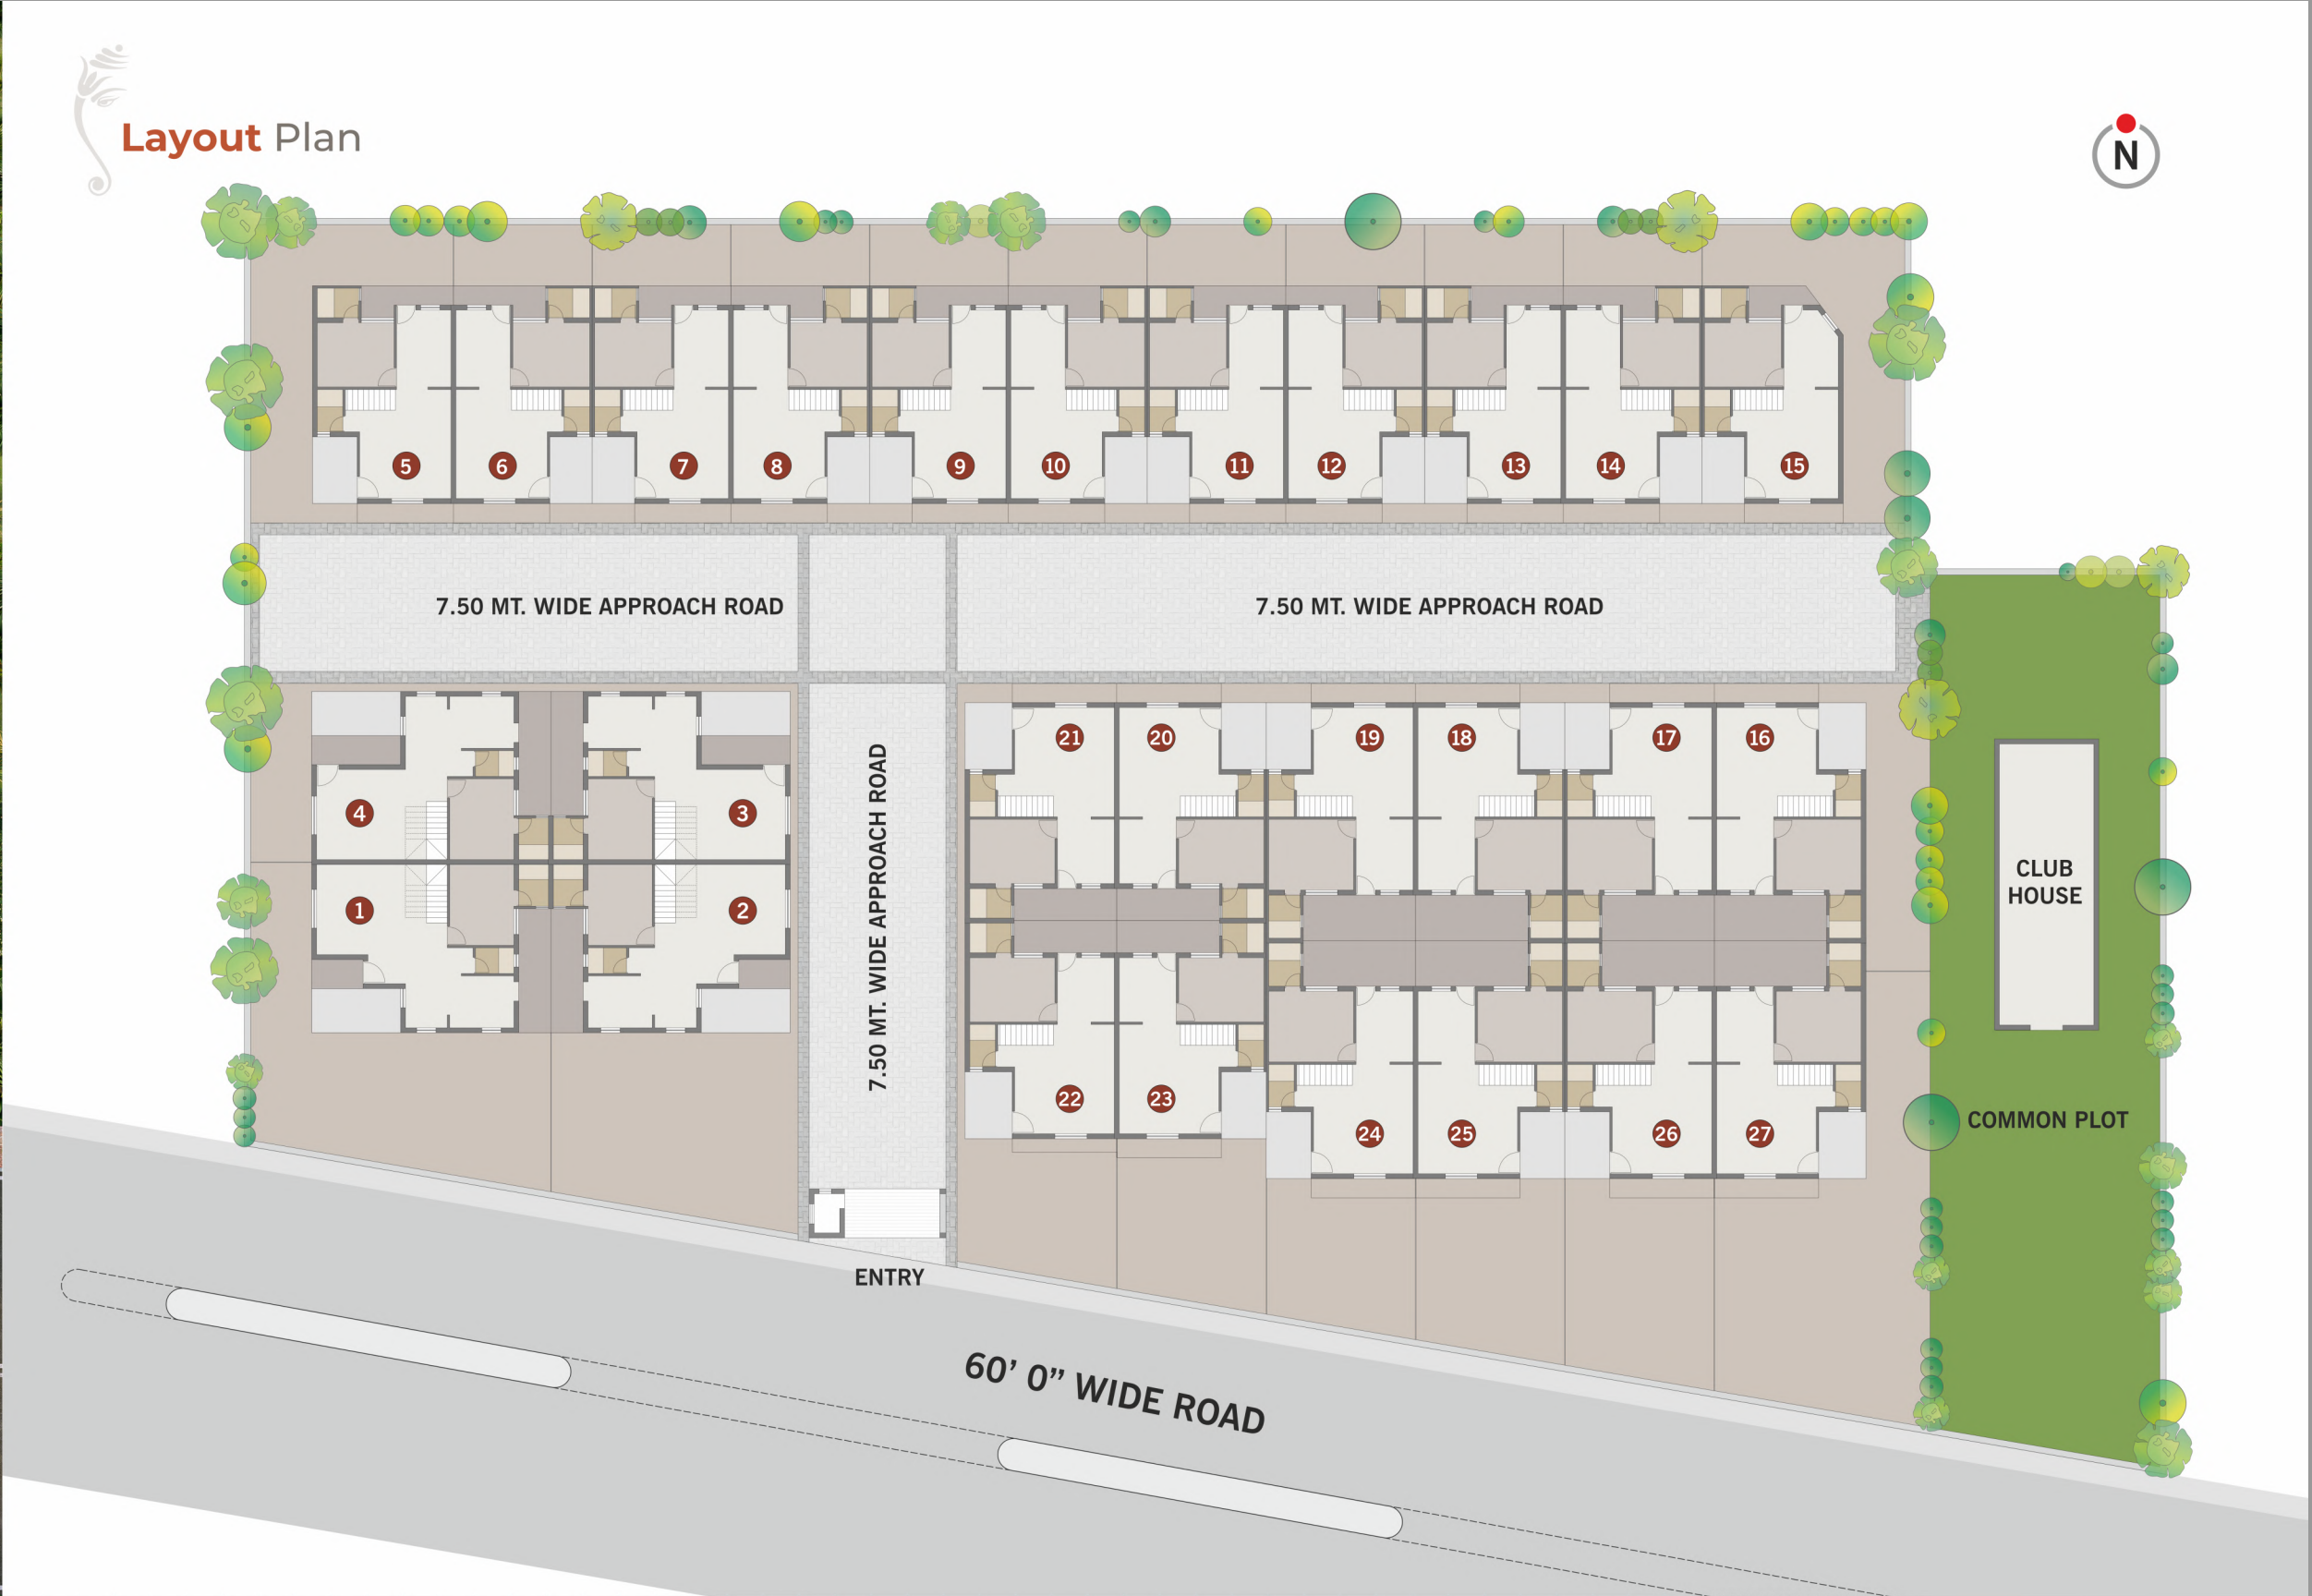 Layout Plan
N
5
6
7
8
9
10
11
12
13
14
15
7.50 MT. WIDE APPROACH ROAD
7.50 MT. WIDE APPROACH ROAD
21
20
19
18
17
16
4
3
7.50 MT. WIDE APPROACH ROAD
CLUB
HOUSE
1
2
22
23
24
25
26
27
COMMON PLOT
ENTRY
60’ 0” WIDE ROAD